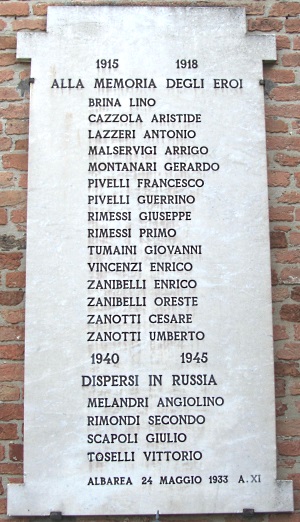 1915 1918
ALLA MEMORIA DEGLI EROI
BRINA LINO
CAZZOLA ARISTIDE
LAZZERI ANTONIO
MALSERVIGI ARRIGO
MONTANARI GERARDO
PIVELLI FRANCESCO
PIVELLI GUERRINO
RIMESSI GIUSEPPE
RIMESSI PRIMO
TUMAINI GIOVANNI
VINCENZI ENRICO
ZANIBELLI ENRICO
ZANIBELLI ORESTE
ZANOTTI CESARE
ZANOTTI UMBERTO
1940 1945
DISPERSI IN RUSSIA
MELANDRI ANGIOLINO
RIMONDI SECONDO
SCAPOLI GIULIO
TOSELLI VITTORIO
ALBAREA 24 MAGGIO 1933 A.XI